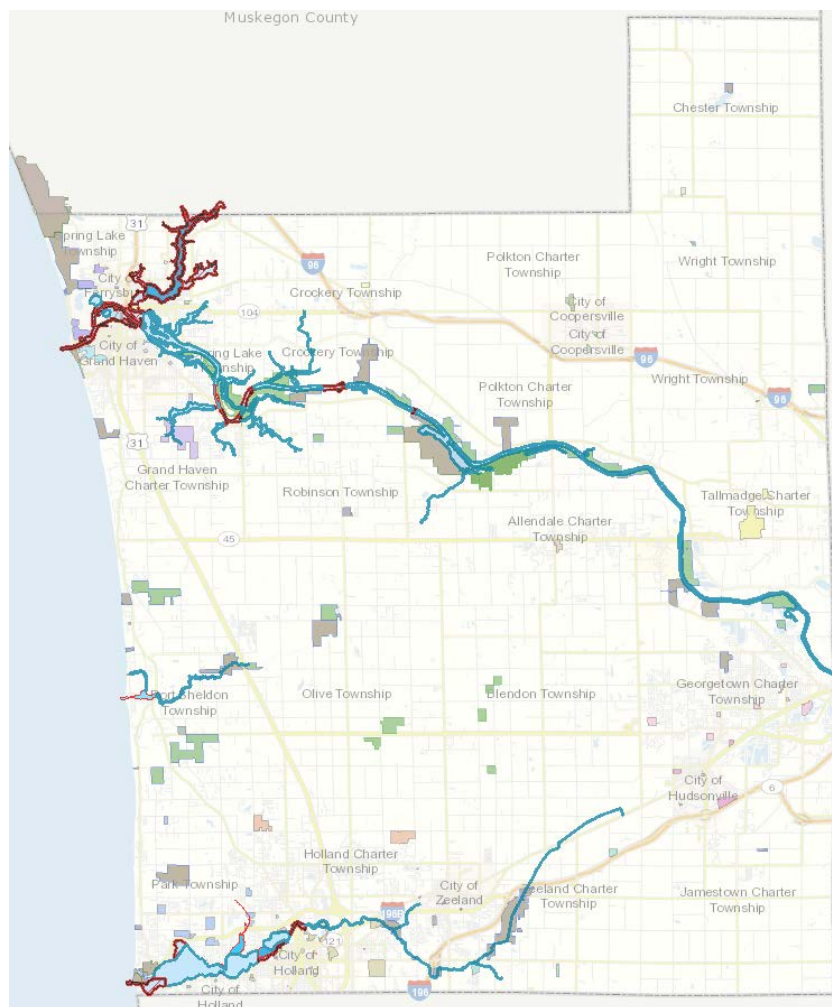 Muskegon County
Chester Township
31
Spring Lake
Township
96
Polkton Charter
Township
Wright Township
City of
Ferrysburg
Crockery Township
104
City of
Coopersville
City of
Coopersville
City of
Grand Haven
Spring Lake
Township
Crockery Township
96
Polkton Charter
Township
Wright Township
96
31
Grand Haven
Charter Township
Robinson Township
Tallmadge Charter
Township
Allendale Charter
Township
45
Port Sheldon
Township
Olive Township
Blendon Township
Georgetown Charter
Township
City of
Hudsonville
6
Holland Charter
Township
Park Township
City of
Zeeland
Zeeland Charter
Township
Jamestown Charter
Township
196B
121
City of
Holland
City of
Holland
196